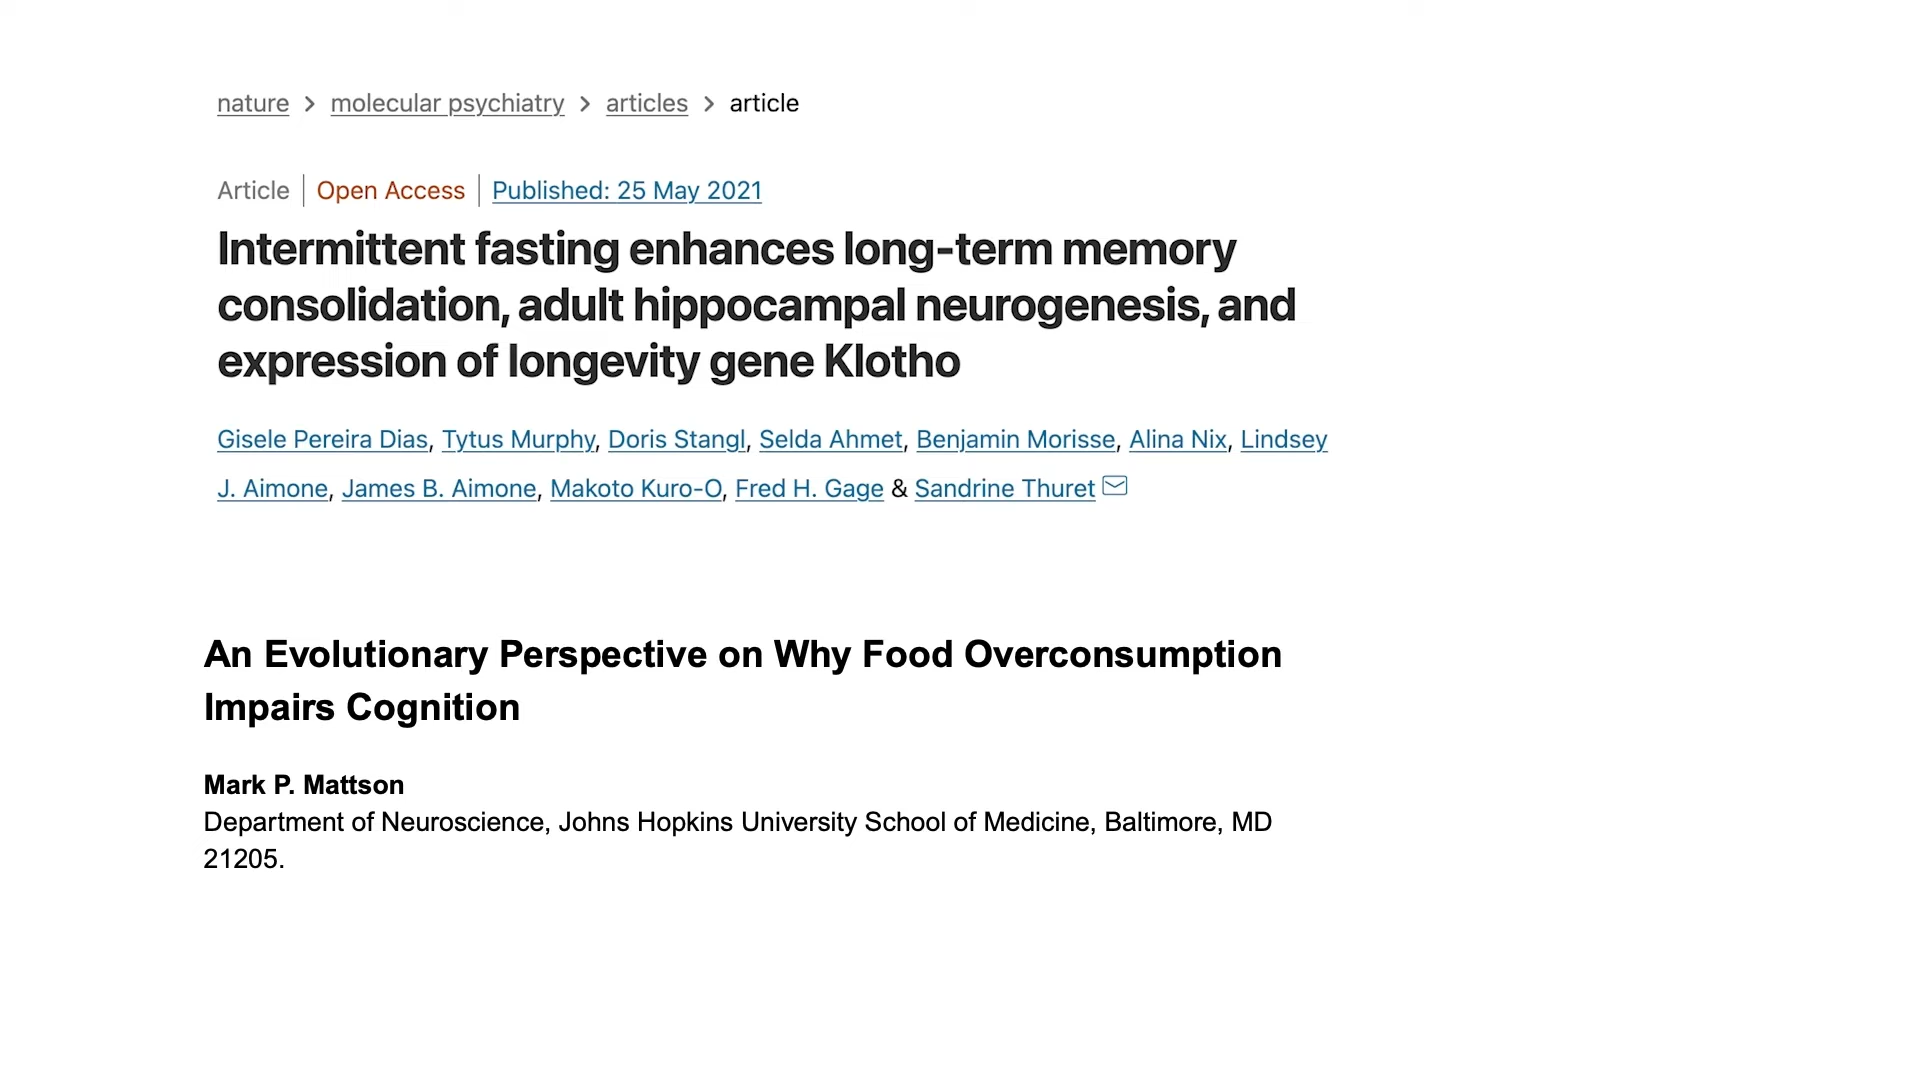 nature > molecular psychiatry > articles > article
Article | Open Access | Published: 25 May 2021
Intermittent fasting enhances long-term memory
consolidation, adult hippocampal neurogenesis, and
expression of longevity gene Klotho
Gisele Pereira Dias, Tytus Murphy, Doris Stangl, Selda Ahmet, Benjamin Morisse, Alina Nix, Lindsey
J. Aimone, James B. Aimone, Makoto Kuro-O, Fred H. Gage & Sandrine Thuret
An Evolutionary Perspective on Why Food Overconsumption
Impairs Cognition
Mark P. Mattson
Department of Neuroscience, Johns Hopkins University School of Medicine, Baltimore, MD
21205.